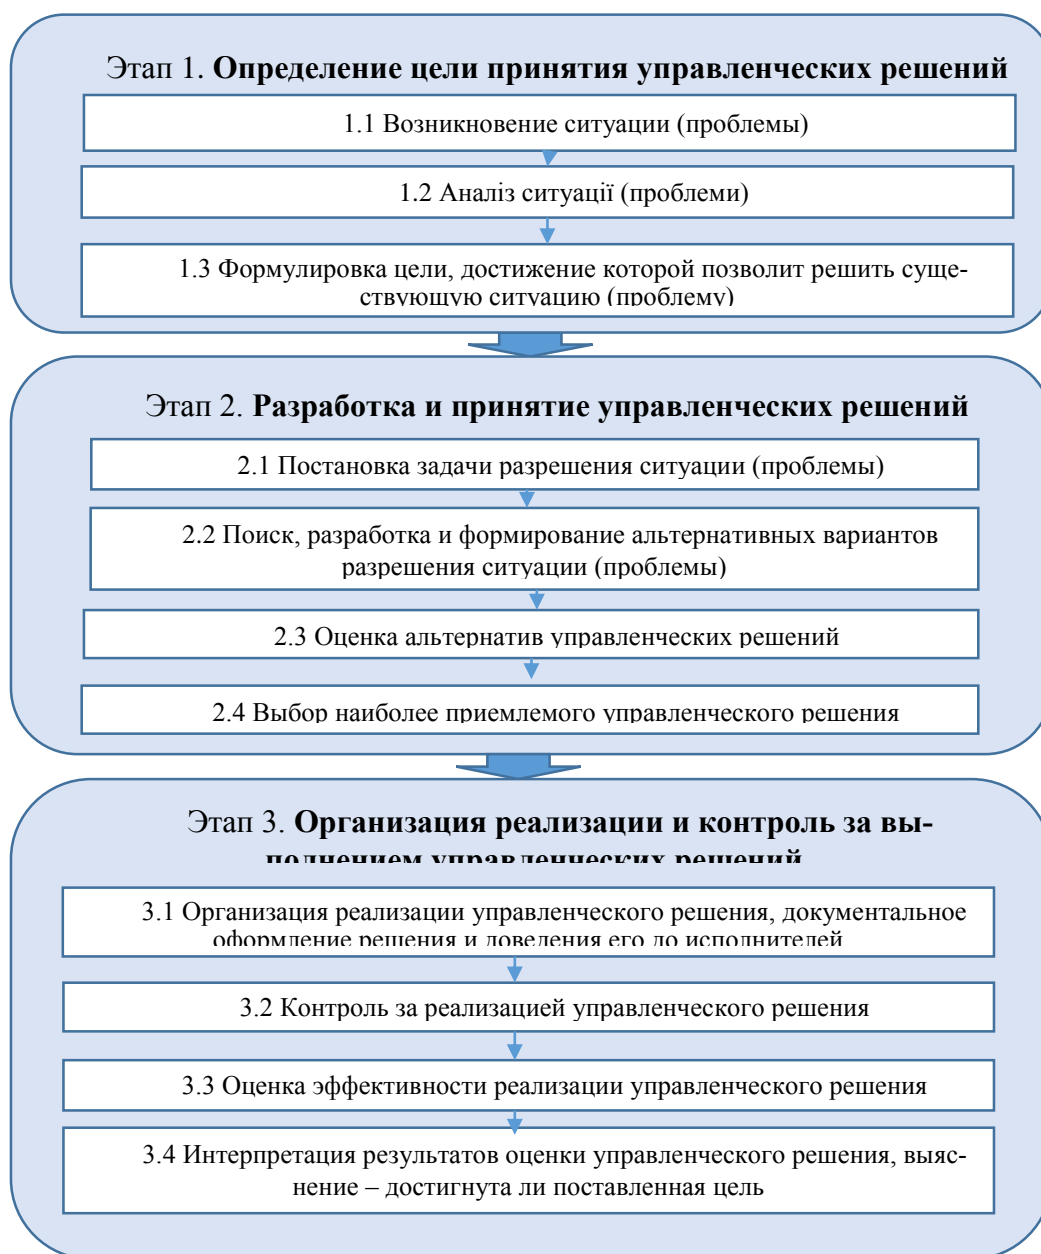 Этап 1. Определение цели принятия управленческих решений
1.1 Возникновение ситуации (проблемы)
1.2 Аналіз ситуації (проблеми)
1.3 Формулировка цели, достижение которой позволит решить суще-
ствующую ситуацию (проблему)
Этап 2. Разработка и принятие управленческих решений
2.1 Постановка задачи разрешения ситуации (проблемы)
2.2 Поиск, разработка и формирование альтернативных вариантов
разрешения ситуации (проблемы)
2.3 Оценка альтернатив управленческих решений
2.4 Выбор наиболее приемлемого управленческого решения
Этап 3. Организация реализации и контроль за вы-
полнением управленческих решений
3.1 Организация реализации управленческого решения, документальное
оформление решения и доведения его до исполнителей
3.2 Контроль за реализацией управленческого решения
3.3 Оценка эффективности реализации управленческого решения
3.4 Интерпретация результатов оценки управленческого решения, выяс-
нение – достигнута ли поставленная цель